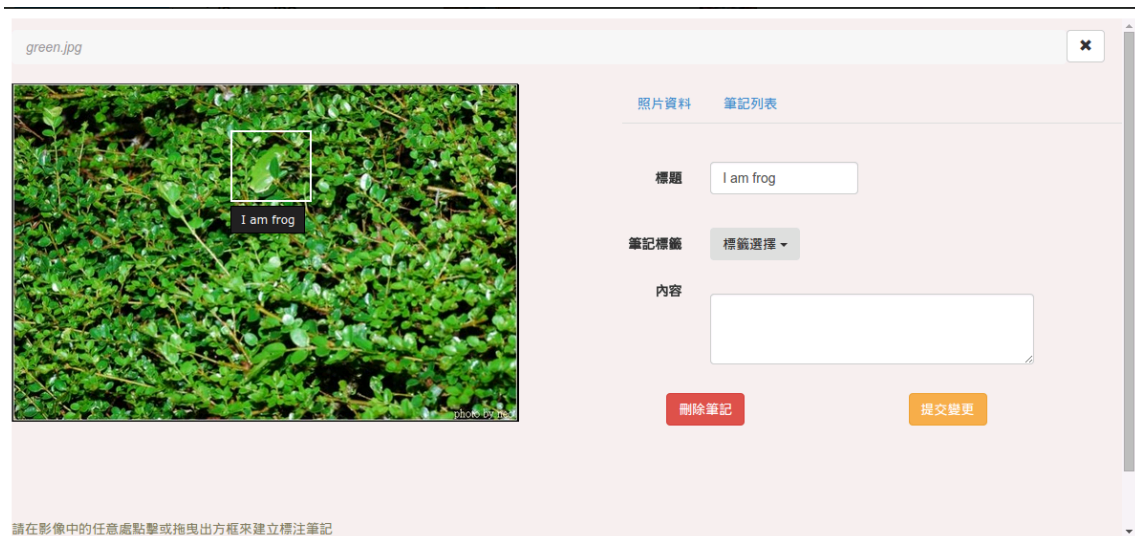 green.jpg
照片資料 筆記列表
標題 I am frog
I am frog
筆記標籤 標籤選擇
內容
刪除筆記 提交變更
photo by neo
請在影像中的任意處點擊或拖曳出方框來建立標注筆記